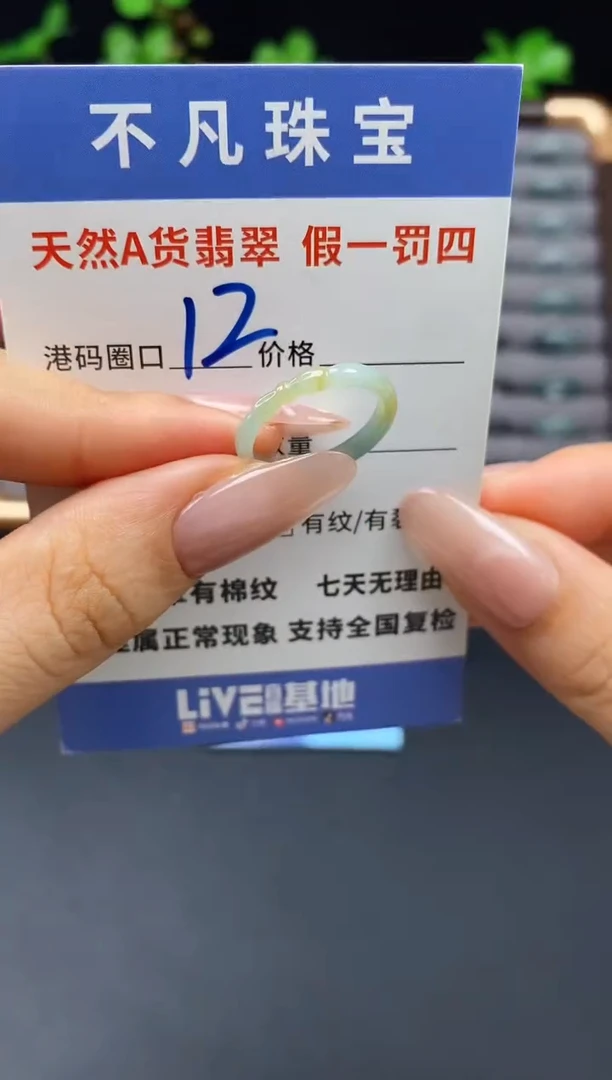 不凡珠宝
天然A货翡翠 假一罚四
港码圈口 12 价格
重
有纹/有裂
有棉纹 七天无理由
属正常现象 支持全国复检
LiVE 基地